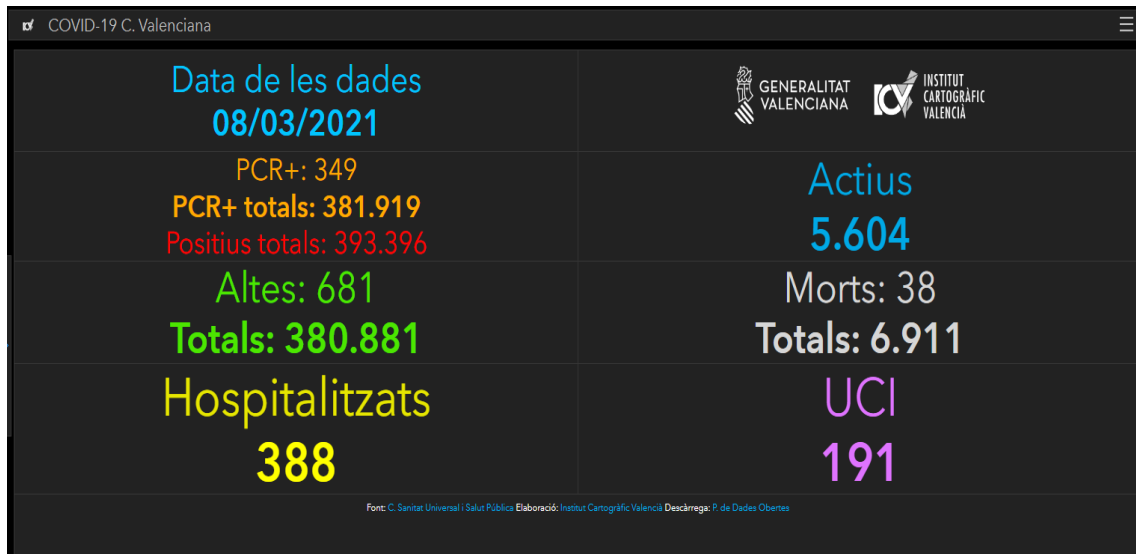 COVID-19 C. Valenciana
Data de les dades
08/03/2021
GENERALITAT
VALENCIANA
INSTITUT
CARTOGRÀFIC
VALENCIÀ
PCR+: 349
PCR+ totals: 381.919
Positius totals: 393.396
Actius
5.604
Altes: 681
Totals: 380.881
Morts: 38
Totals: 6.911
Hospitalitzats
388
UCI
191
Font: C. Sanitat Universal i Salut Pública Elaboració: Institut Cartogràfic Valencià Descàrrega: P. de Dades Obertes